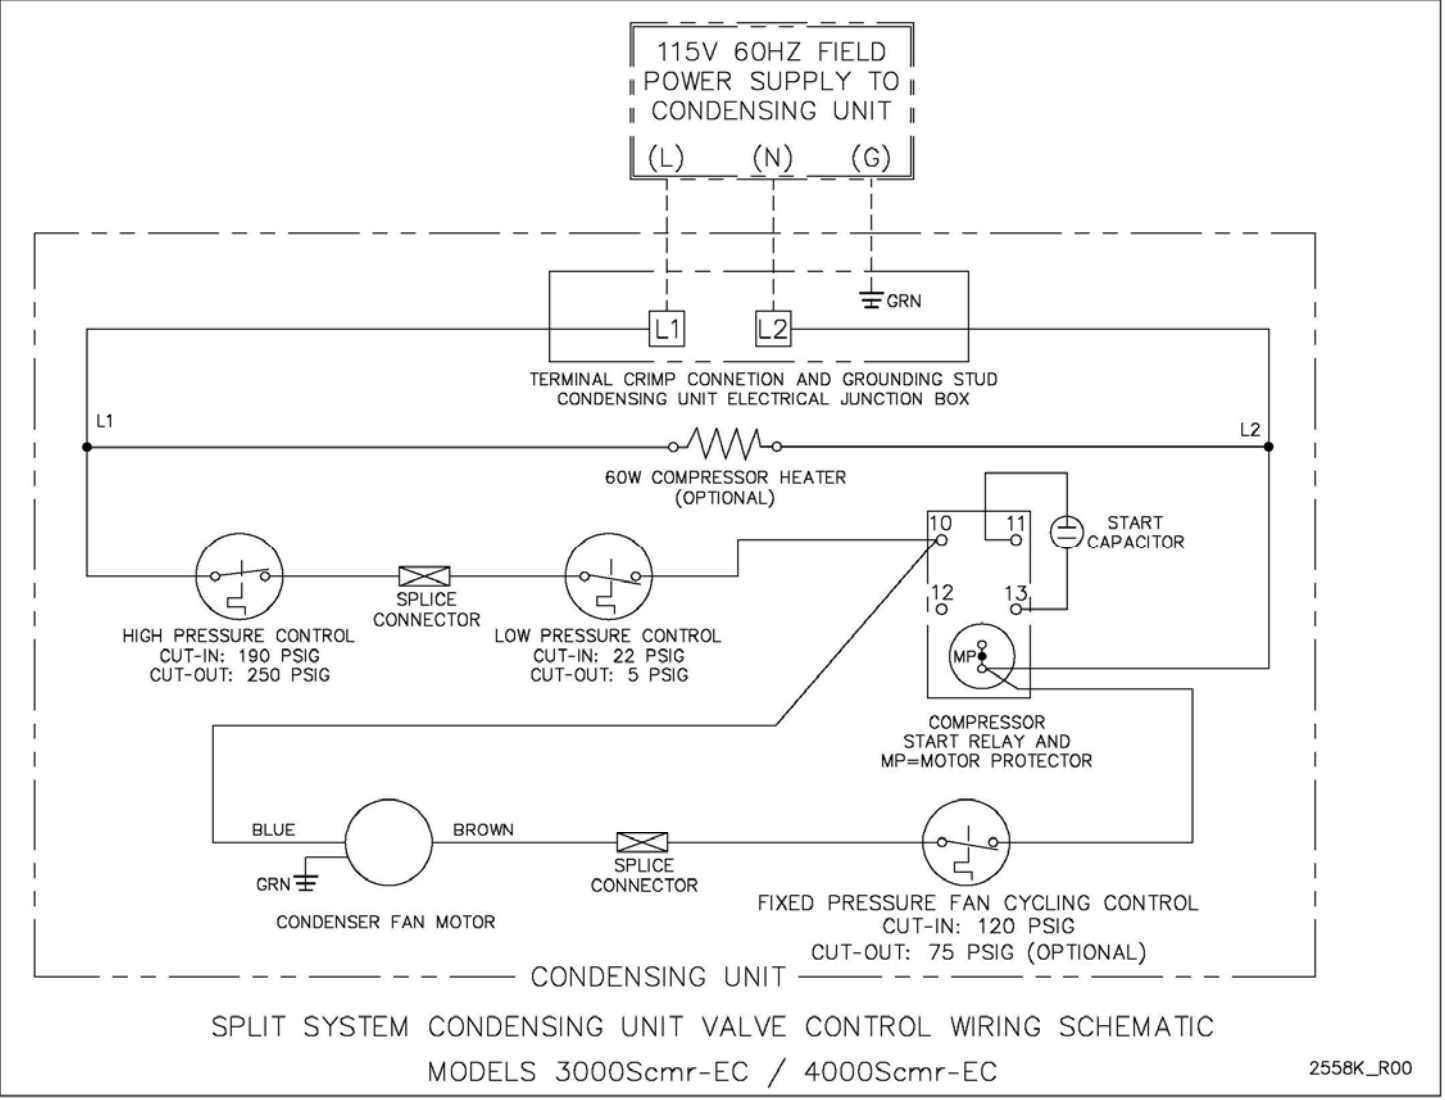 115V 60HZ FIELD
POWER SUPPLY TO
CONDENSING UNIT
(L) (N) (G)
GRN
L1 L2
TERMINAL CRIMP CONNETION AND GROUNDING STUD
CONDENSING UNIT ELECTRICAL JUNCTION BOX
L1
L2
60W COMPRESSOR HEATER
(OPTIONAL)
10 11
START
CAPACITOR
12 13
SPLICE
CONNECTOR
HIGH PRESSURE CONTROL
CUT-IN: 190 PSIG
CUT-OUT: 250 PSIG
LOW PRESSURE CONTROL
CUT-IN: 22 PSIG
CUT-OUT: 5 PSIG
MP
COMPRESSOR
START RELAY AND
MP=MOTOR PROTECTOR
BLUE
BROWN
GRN
SPLICE
CONNECTOR
CONDENSER FAN MOTOR
FIXED PRESSURE FAN CYCLING CONTROL
CUT-IN: 120 PSIG
CUT-OUT: 75 PSIG (OPTIONAL)
CONDENSING UNIT
SPLIT SYSTEM CONDENSING UNIT VALVE CONTROL WIRING SCHEMATIC
MODELS 3000Scmr-EC / 4000Scmr-EC
2558K_R00